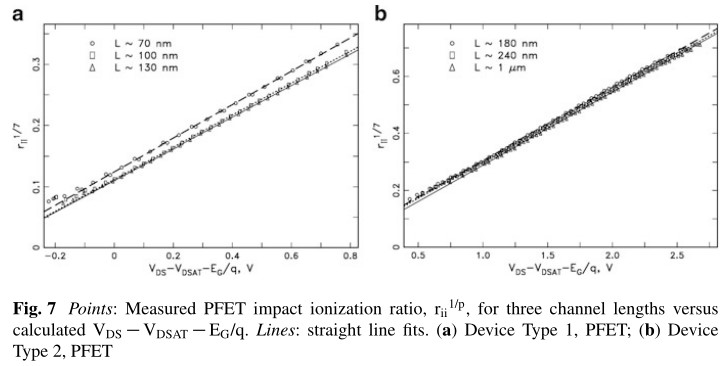 a
b
○ L ~ 70 nm
□ L ~ 100 nm
△ L ~ 130 nm
○ L ~ 180 nm
□ L ~ 240 nm
△ L ~ 1 μm
r_II^1/7
0.3
0.2
0.1
0
−0.2 0 0.2 0.4 0.6 0.8
V_DS−V_DSAT−E_G/q, V
r_II^1/7
0.6
0.4
0.2
0
0.5 1.0 1.5 2.0 2.5
V_DS−V_DSAT−E_G/q, V
Fig. 7 Points: Measured PFET impact ionization ratio, r_ii^1/p, for three channel lengths versus
calculated V_DS − V_DSAT − E_G/q. Lines: straight line fits. (a) Device Type 1, PFET; (b) Device
Type 2, PFET